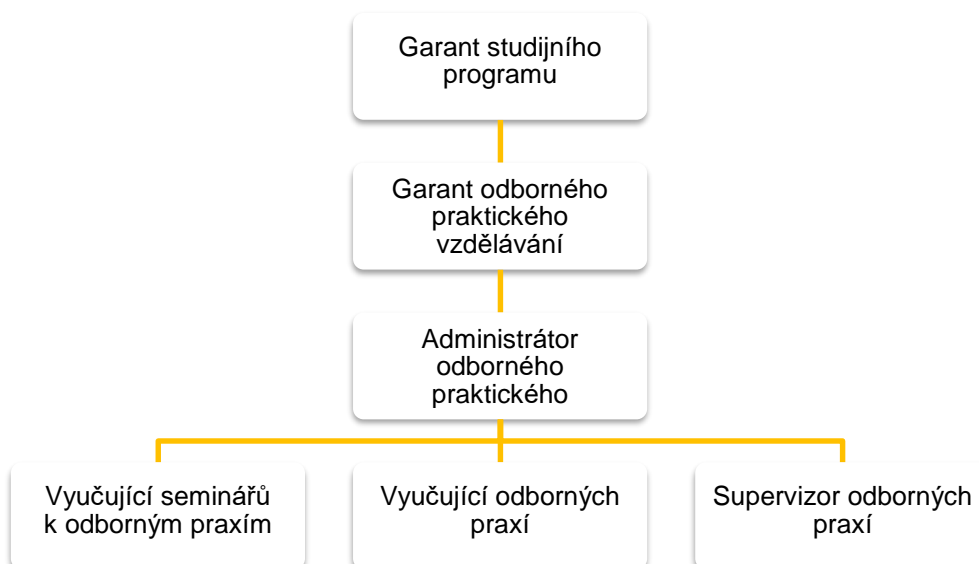 Garant studijního
programu
Garant odborného
praktického
vzdělávání
Administrátor
odborného
praktického
Vyučující seminářů
k odborným praxím
Vyučující odborných
praxí
Supervizor odborných
praxí